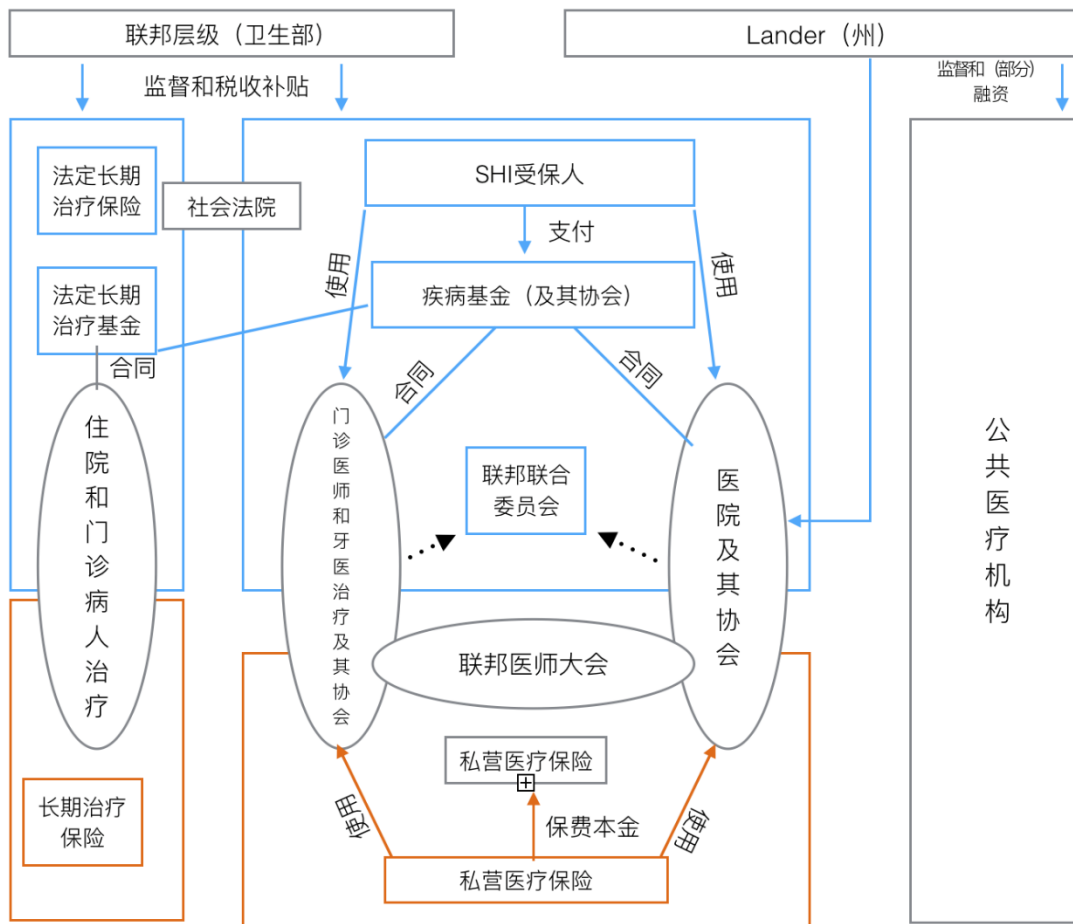 联邦层级（卫生部）
Lander（州）
监督和税收补贴
监督和（部分）
融资
法定长期
治疗保险
社会法院
SHI受保人
支付
使用
使用
法定长期
治疗基金
疾病基金（及其协会）
合同
合同
合同
住院和门诊病人治疗
门诊医师和牙医治疗及其协会
联邦联合
委员会
医院及其协会
公共医疗机构
联邦医师大会
私营医疗保险
长期治疗
保险
使用
保费本金
使用
私营医疗保险